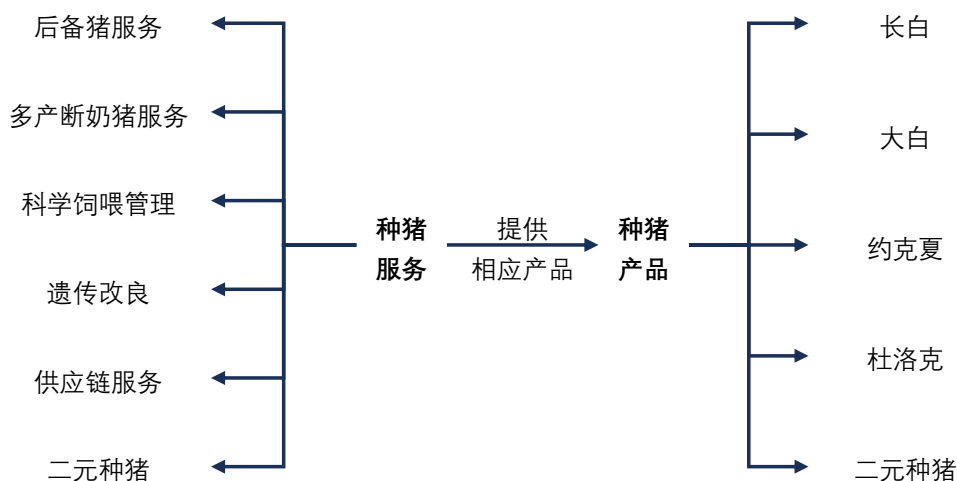 后备猪服务
多产断奶猪服务
科学饲喂管理
遗传改良
供应链服务
二元种猪
种猪
服务
提供
相应产品
种猪
产品
长白
大白
约克夏
杜洛克
二元种猪